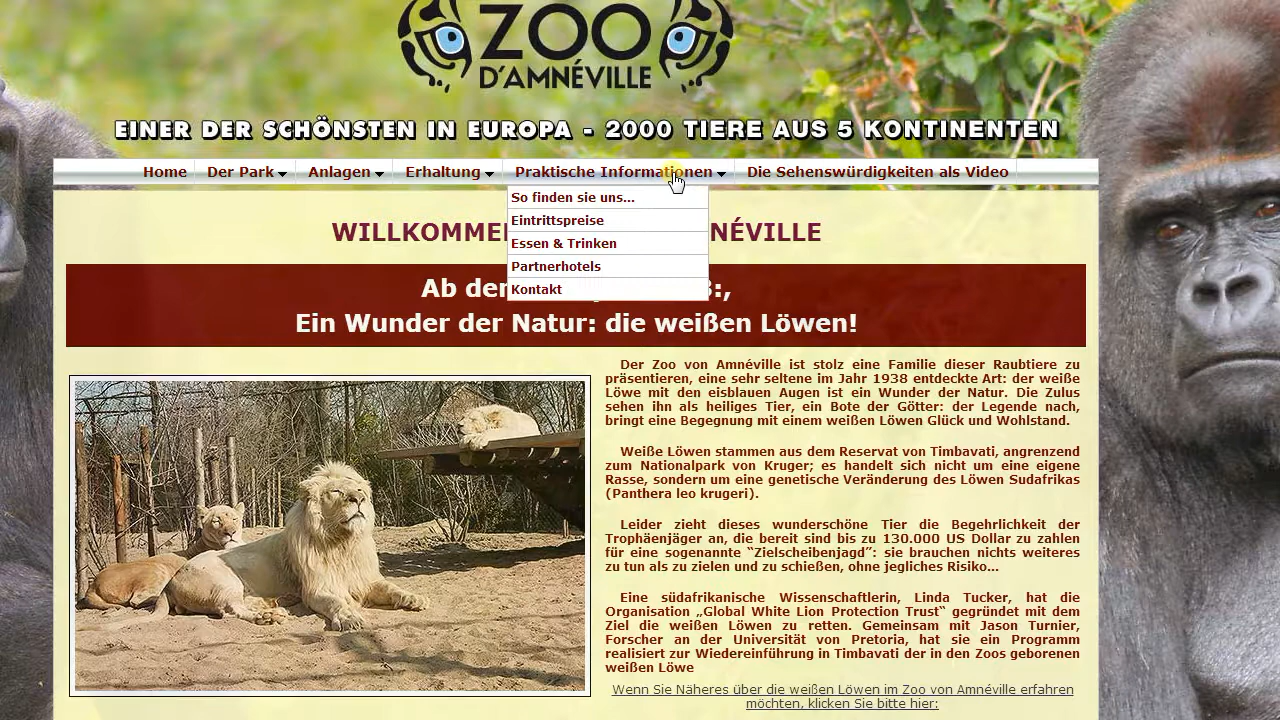 ZOO
D'AMNÉVILLE
EINER DER SCHÖNSTEN IN EUROPA - 2000 TIERE AUS 5 KONTINENTEN
Home Der Park Anlagen Erhaltung Praktische Informationen Die Sehenswürdigkeiten als Video
So finden sie uns...
Eintrittspreise
Essen & Trinken
Partnerhotels
Kontakt
Ein Wunder der Natur: die weißen Löwen!
Der Zoo von Amnéville ist stolz eine Familie dieser Raubtiere zu
präsentieren, eine sehr seltene im Jahr 1938 entdeckte Art: der weiße
Löwe mit den eisblauen Augen ist ein Wunder der Natur. Die Zulus
sehen ihn als heiliges Tier, ein Bote der Götter: der Legende nach,
bringt eine Begegnung mit einem weißen Löwen Glück und Wohlstand.
Weiße Löwen stammen aus dem Reservat von Timbavati, angrenzend
zum Nationalpark von Kruger; es handelt sich nicht um eine eigene
Rasse, sondern um eine genetische Veränderung des Löwen Sudafrikas
(Panthera leo krugeri).
Leider zieht dieses wunderschöne Tier die Begehrlichkeit der
Trophäenjäger an, die bereit sind bis zu 130.000 US Dollar zu zahlen
für eine sogenannte “Zielscheibenjagd”: sie brauchen nichts weiteres
zu tun als zu zielen und zu schießen, ohne jegliches Risiko...
Eine südafrikanische Wissenschaftlerin, Linda Tucker, hat die
Organisation „Global White Lion Protection Trust“ gegründet mit dem
Ziel die weißen Löwen zu retten. Gemeinsam mit Jason Turnier,
Forscher an der Universität von Pretoria, hat sie ein Programm
realisiert zur Wiedereinführung in Timbavati der in den Zoos geborenen
weißen Löwe
Wenn Sie Näheres über die weißen Löwen im Zoo von Amnéville erfahren
möchten, klicken Sie bitte hier: